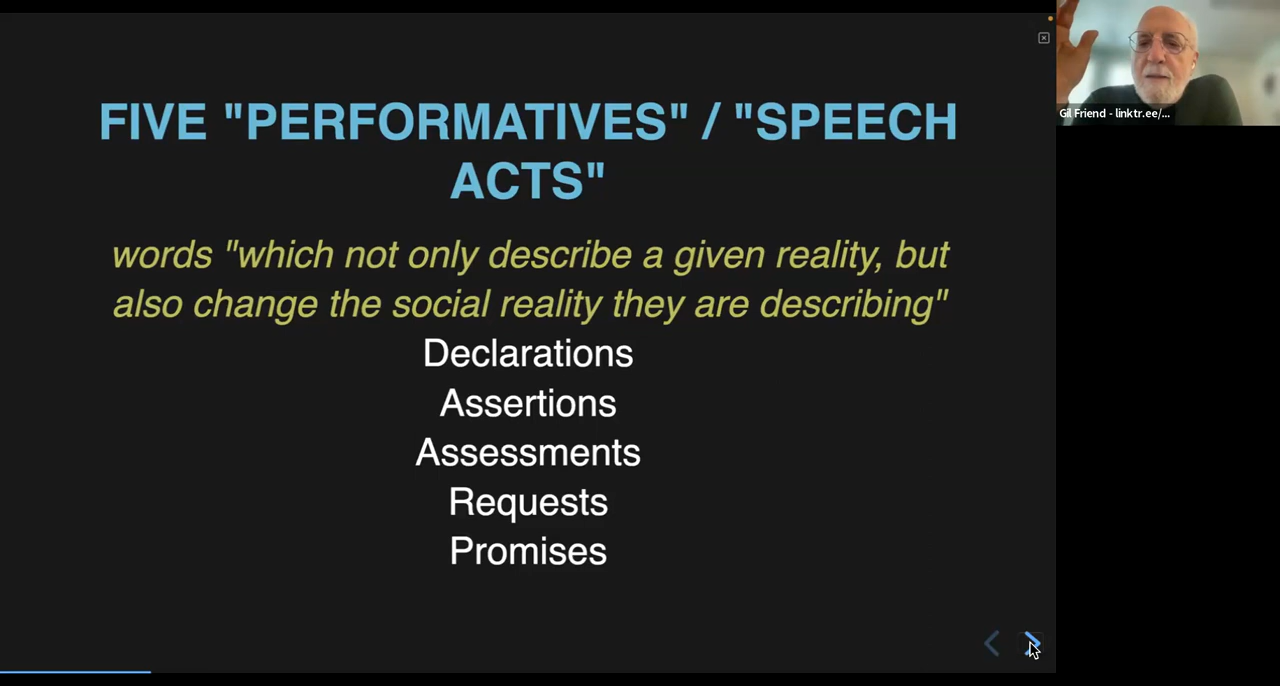 FIVE "PERFORMATIVES" / "SPEECH
ACTS"
words "which not only describe a given reality, but
also change the social reality they are describing"
Declarations
Assertions
Assessments
Requests
Promises
Gil Friend - linktr.ee/...